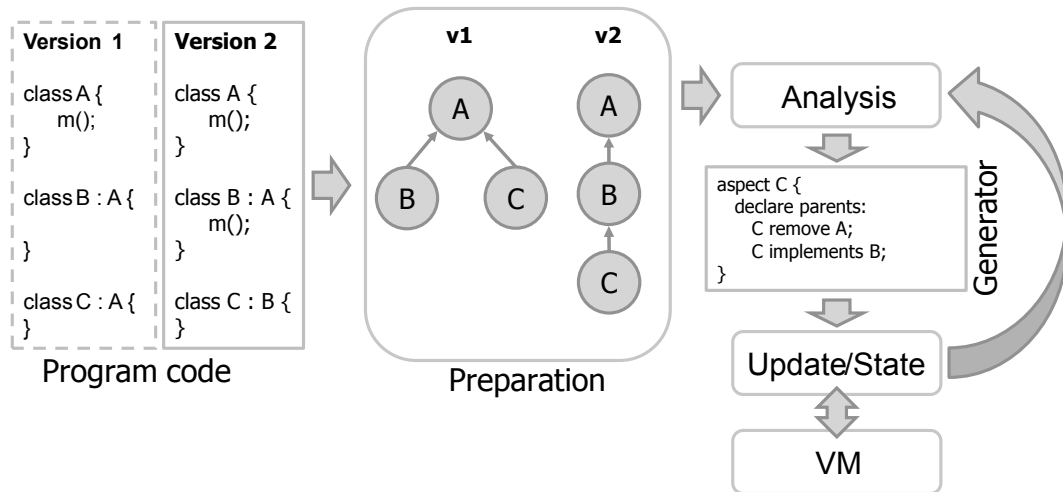 Version 1
class A {
m();
}
class B : A {
}
class C : A {
}
Version 2
class A {
m();
}
class B : A {
m();
}
class C : B {
}
Program code
v1
A
B
C
v2
A
B
C
Preparation
Analysis
aspect C {
declare parents:
C remove A;
C implements B;
}
Generator
Update/State
VM